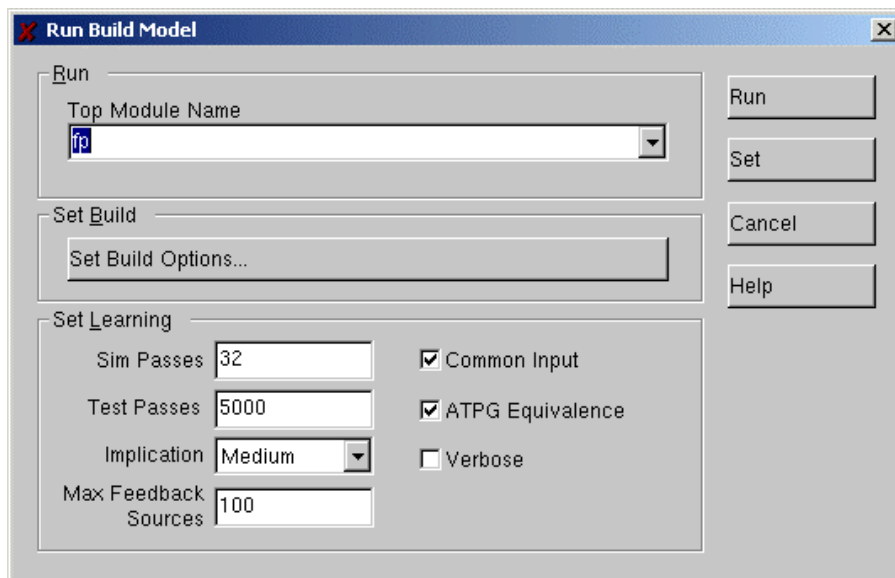 Run Build Model
Run
Top Module Name
fp
Run
Set
Cancel
Help
Set Build
Set Build Options...
Set Learning
Sim Passes 32
Common Input
Test Passes 5000
ATPG Equivalence
Implication Medium
Verbose
Max Feedback
Sources 100